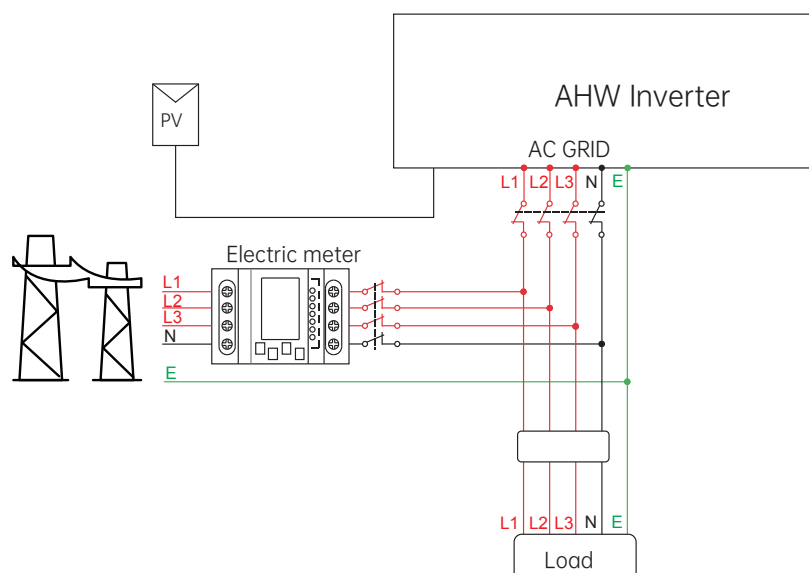 AHW Inverter
PV
AC GRID
L1 L2 L3 N E
Electric meter
L1
L2
L3
N
E
L1 L2 L3 N E
Load